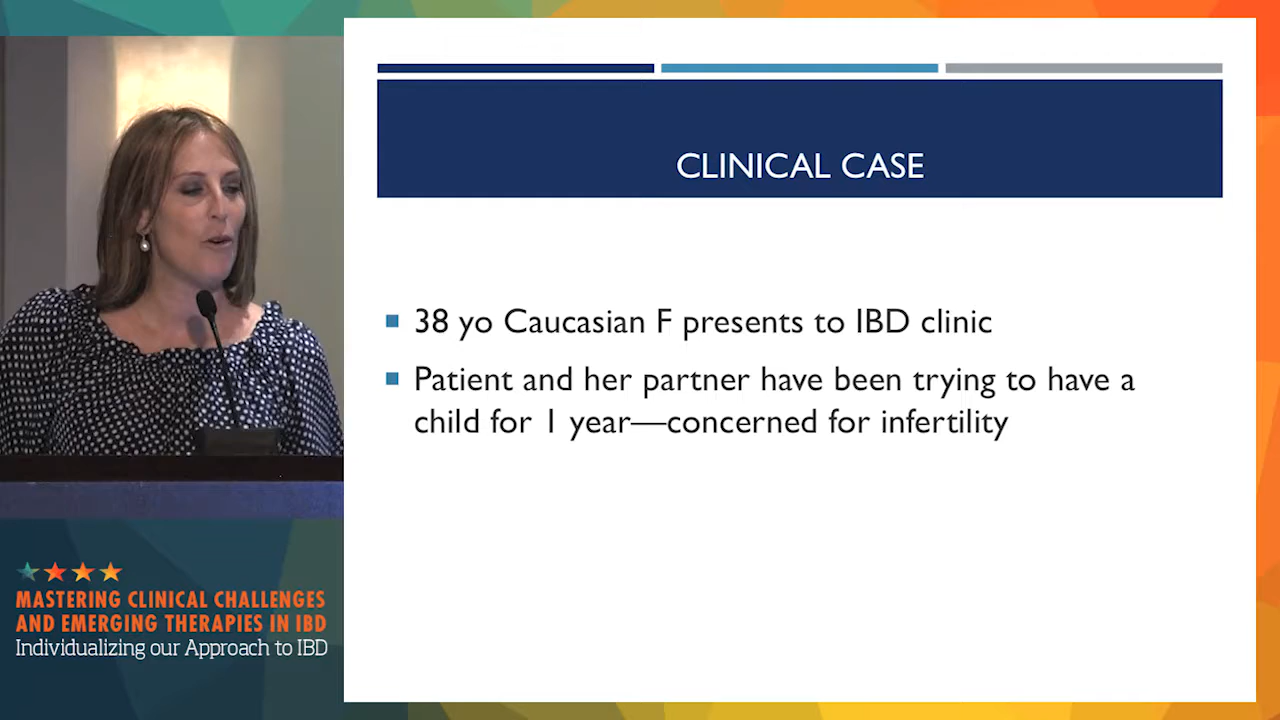 CLINICAL CASE
38 yo Caucasian F presents to IBD clinic
Patient and her partner have been trying to have a
child for 1 year—concerned for infertility
MASTERING CLINICAL CHALLENGES
AND EMERGING THERAPIES IN IBD
Individualizing our Approach to IBD